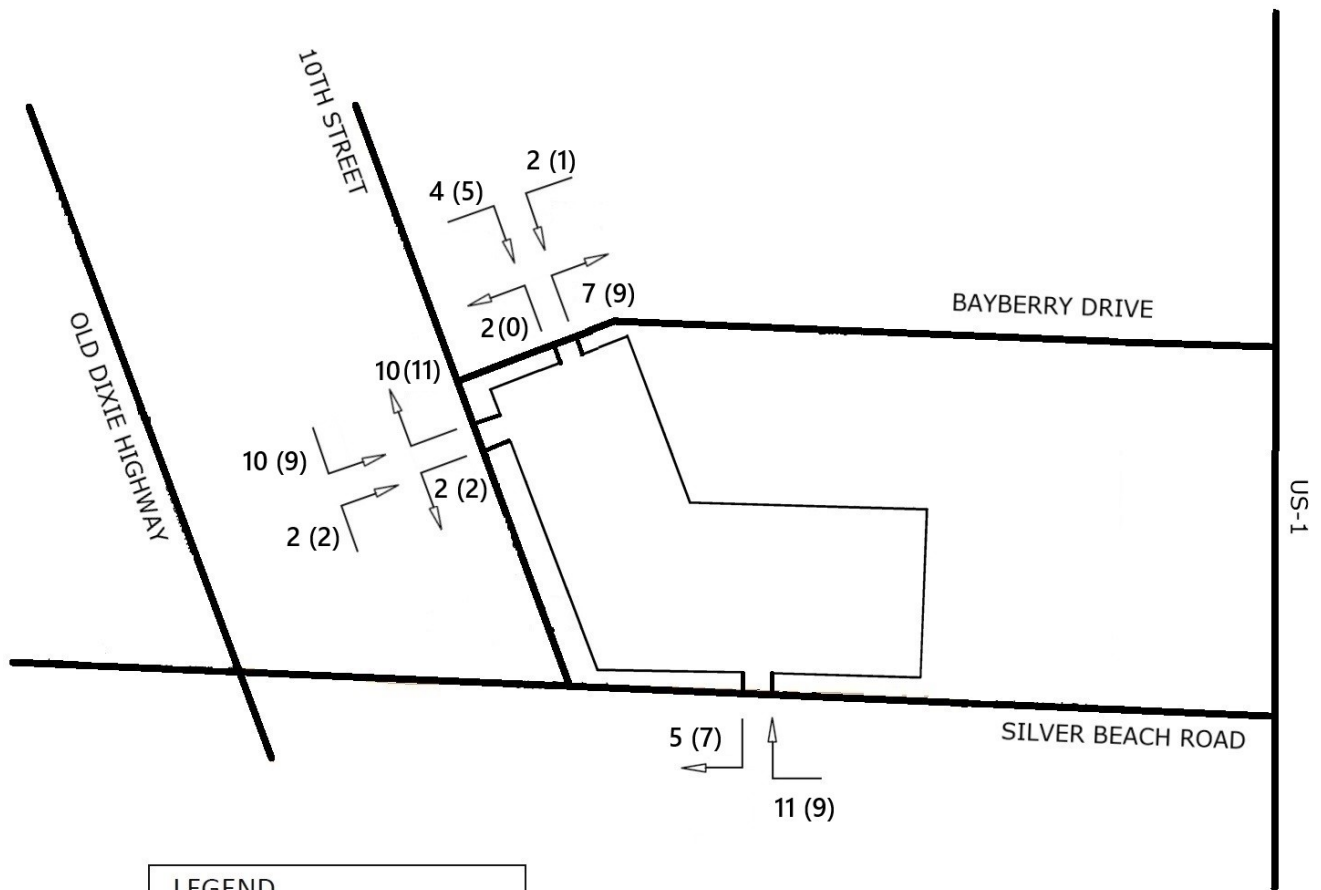 10TH STREET
2 (1)
4 (5)
7 (9)
2(0)
BAYBERRY DRIVE
10(11)
OLD DIXIE HIGHWAY
10 (9)
2 (2)
2 (2)
US-1
5 (7)
SILVER BEACH ROAD
11 (9)
LEGEND